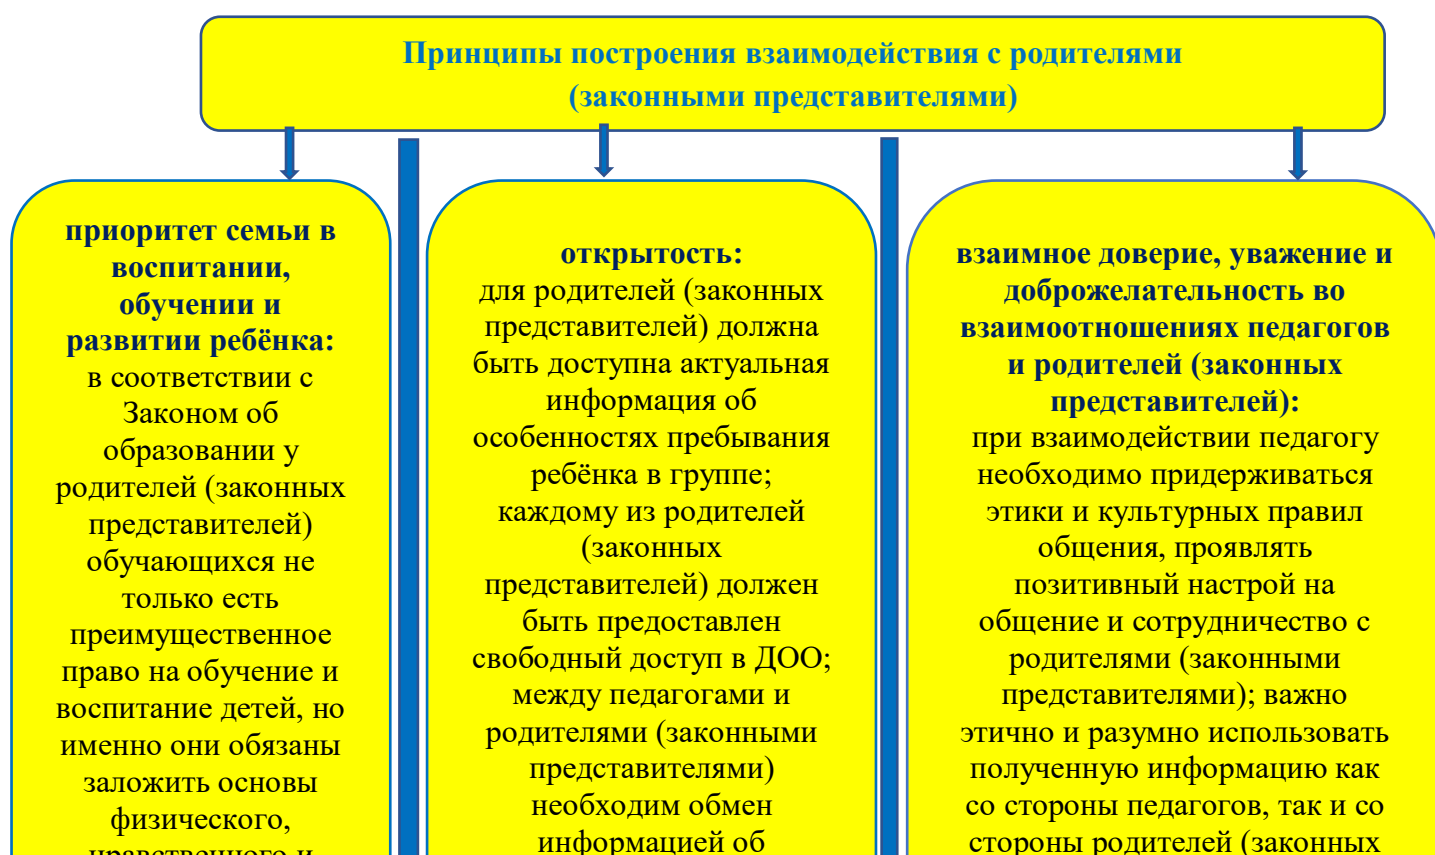 Принципы построения взаимодействия с родителями
(законными представителями)
приоритет семьи в
воспитании,
обучении и
развитии ребёнка:
в соответствии с
Законом об
образовании у
родителей (законных
представителей)
обучающихся не
только есть
преимущественное
право на обучение и
воспитание детей, но
именно они обязаны
заложить основы
физического,
нравственного и
открытость:
для родителей (законных
представителей) должна
быть доступна актуальная
информация об
особенностях пребывания
ребёнка в группе;
каждому из родителей
(законных
представителей) должен
быть предоставлен
свободный доступ в ДОО;
между педагогами и
родителями (законными
представителями)
необходим обмен
информацией об
взаимное доверие, уважение и
доброжелательность во
взаимоотношениях педагогов
и родителей (законных
представителей):
при взаимодействии педагогу
необходимо придерживаться
этики и культурных правил
общения, проявлять
позитивный настрой на
общение и сотрудничество с
родителями (законными
представителями); важно
этично и разумно использовать
полученную информацию как
со стороны педагогов, так и со
стороны родителей (законных